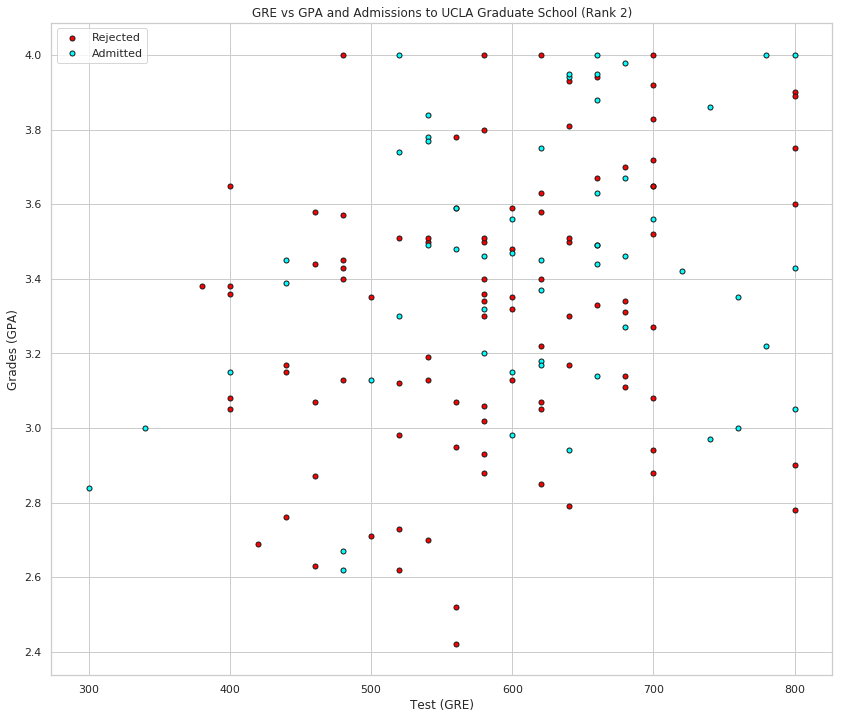 GRE vs GPA and Admissions to UCLA Graduate School (Rank 2)
Rejected
Admitted
Grades (GPA)
4.0
3.8
3.6
3.4
3.2
3.0
2.8
2.6
2.4
300 400 500 600 700 800
Test (GRE)